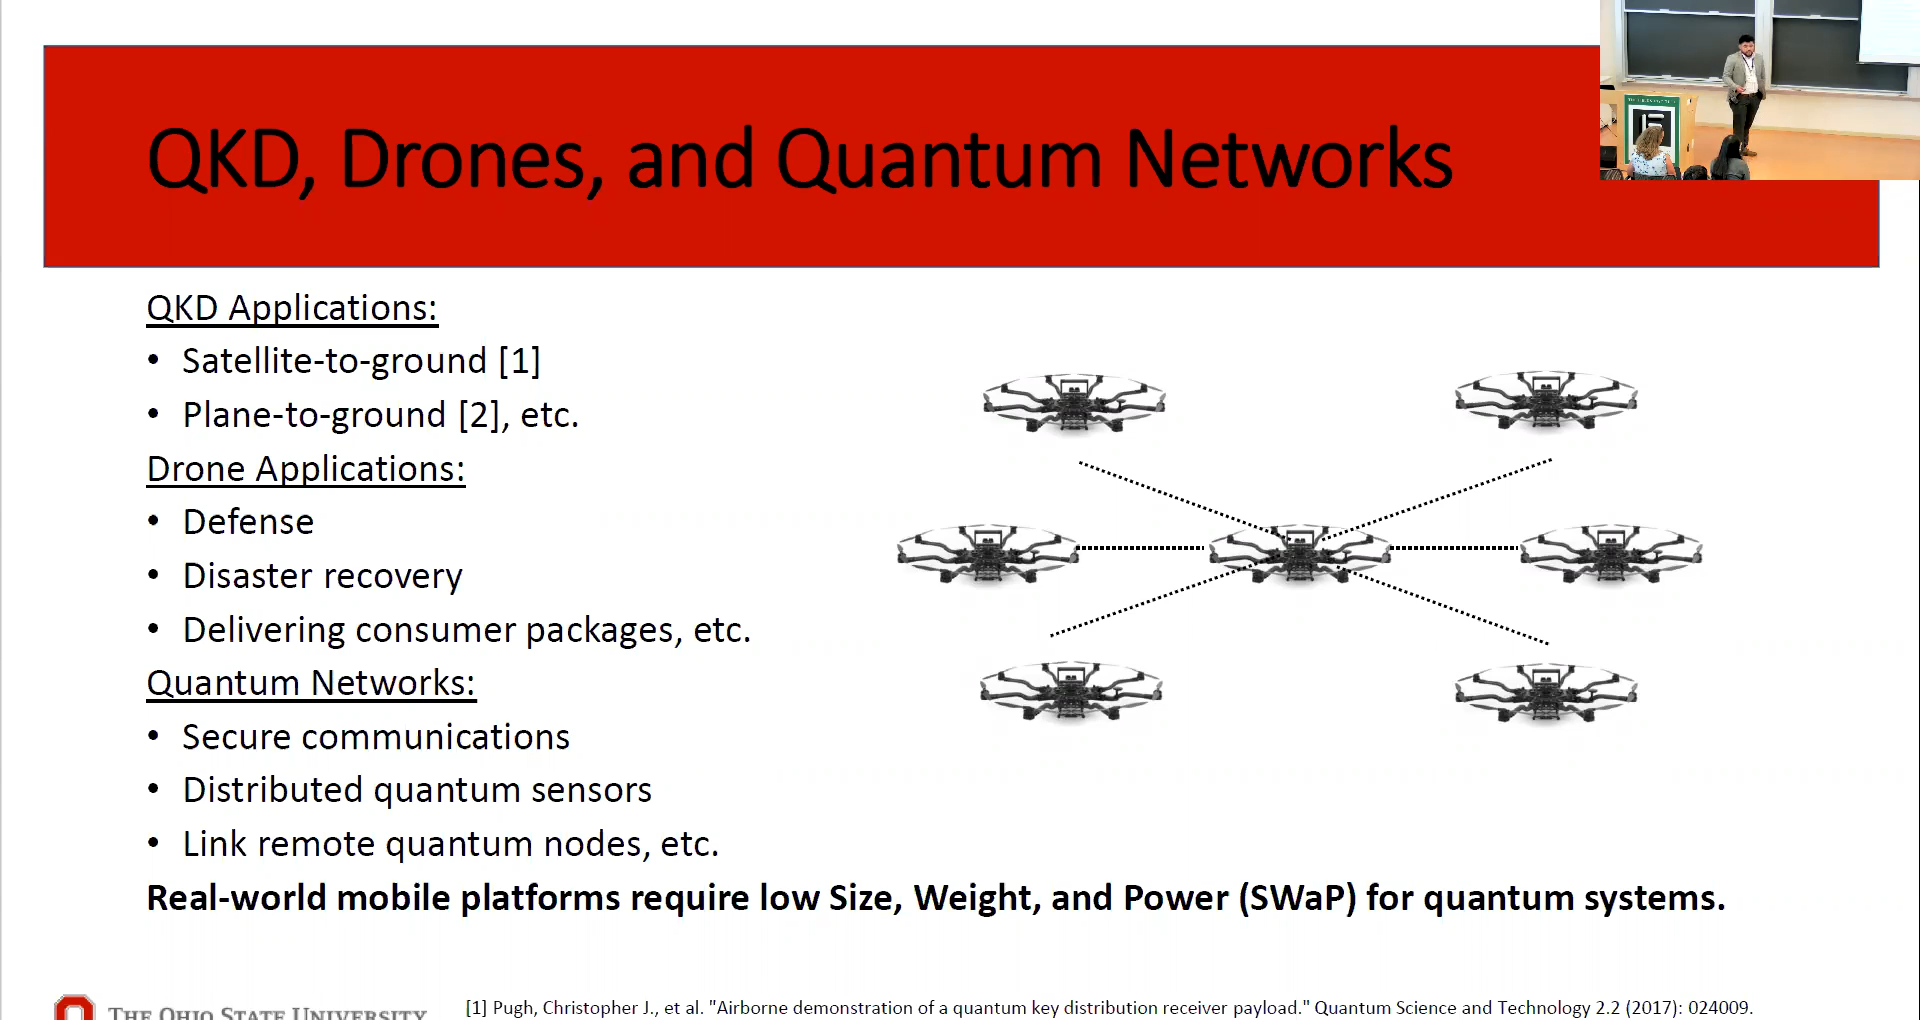 QKD, Drones, and Quantum Networks
QKD Applications:
• Satellite-to-ground [1]
• Plane-to-ground [2], etc.
Drone Applications:
• Defense
• Disaster recovery
• Delivering consumer packages, etc.
Quantum Networks:
• Secure communications
• Distributed quantum sensors
• Link remote quantum nodes, etc.
Real-world mobile platforms require low Size, Weight, and Power (SWaP) for quantum systems.
THE OHIO STATE UNIVERSITY
[1] Pugh, Christopher J., et al. "Airborne demonstration of a quantum key distribution receiver payload." Quantum Science and Technology 2.2 (2017): 024009.